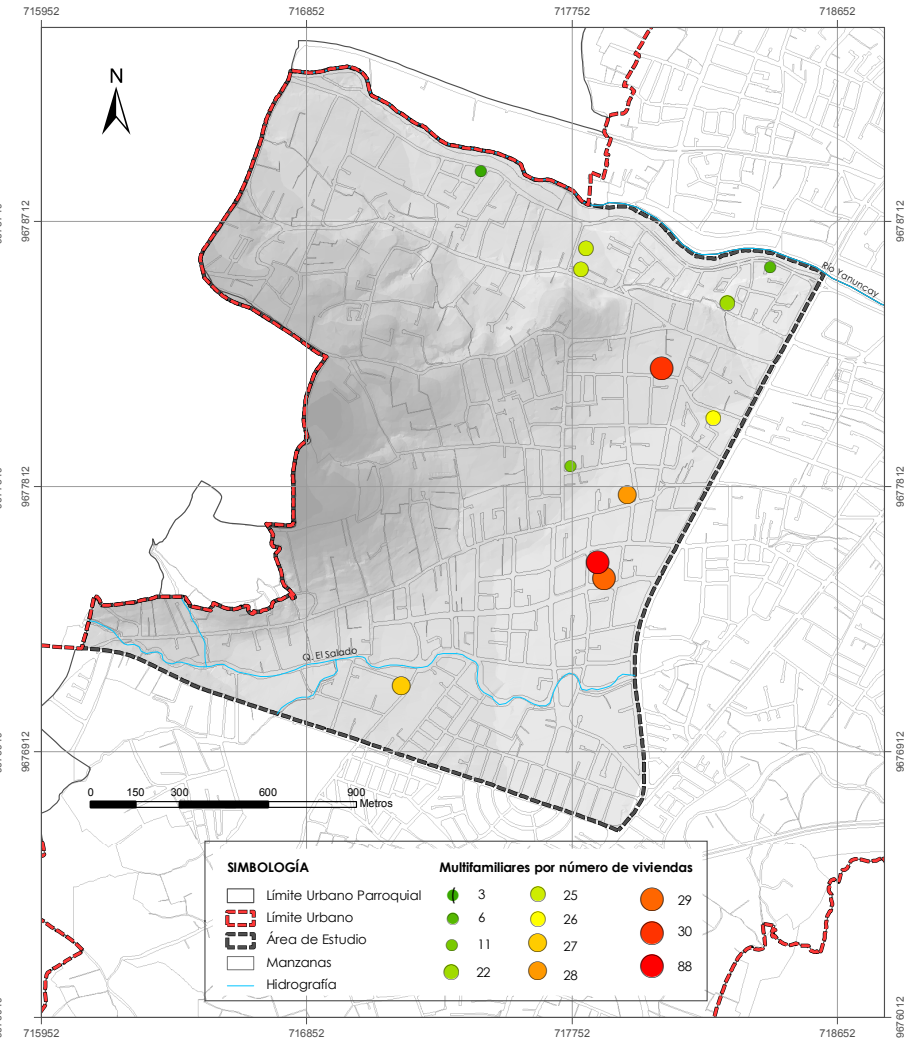 715952 716852 717752 718652
N
9678712 9678712
Río Yanuncay
9677812
Q. El Salado
9676912
0 150 300 600 900
Metros
SIMBOLOGÍA
Límite Urbano Parroquial
Límite Urbano
Área de Estudio
Manzanas
Hidrografía
Multifamiliares por número de viviendas
3
6
11
22
25
26
27
28
29
30
88
9676012
715952 716852 717752 718652